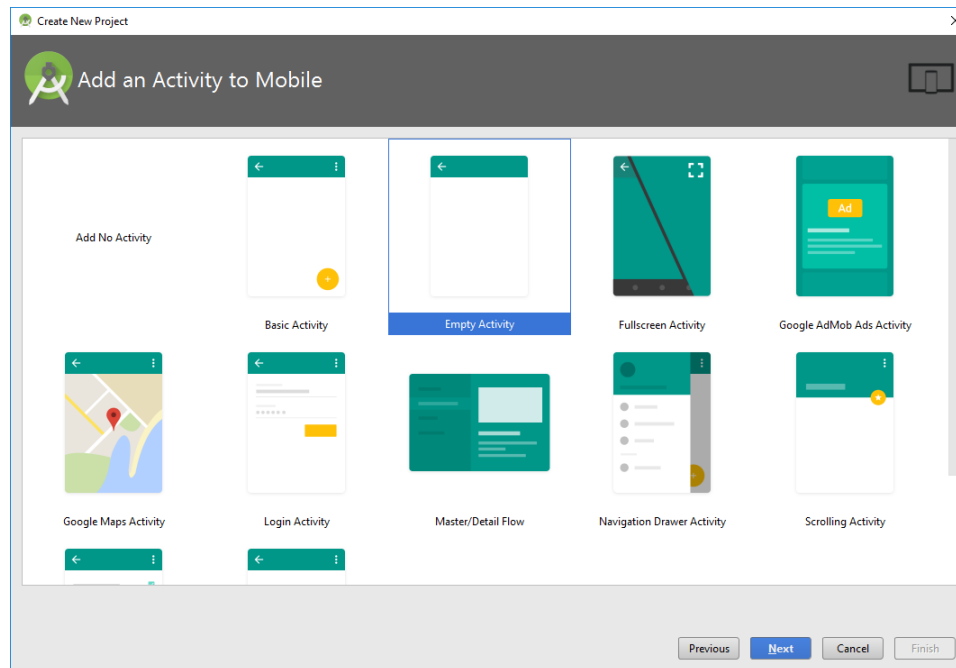 Create New Project
Add an Activity to Mobile
Add No Activity
Basic Activity
Empty Activity
Fullscreen Activity
Ad
Google AdMob Ads Activity
Google Maps Activity
Login Activity
Master/Detail Flow
Navigation Drawer Activity
Scrolling Activity
Previous
Next
Cancel
Finish